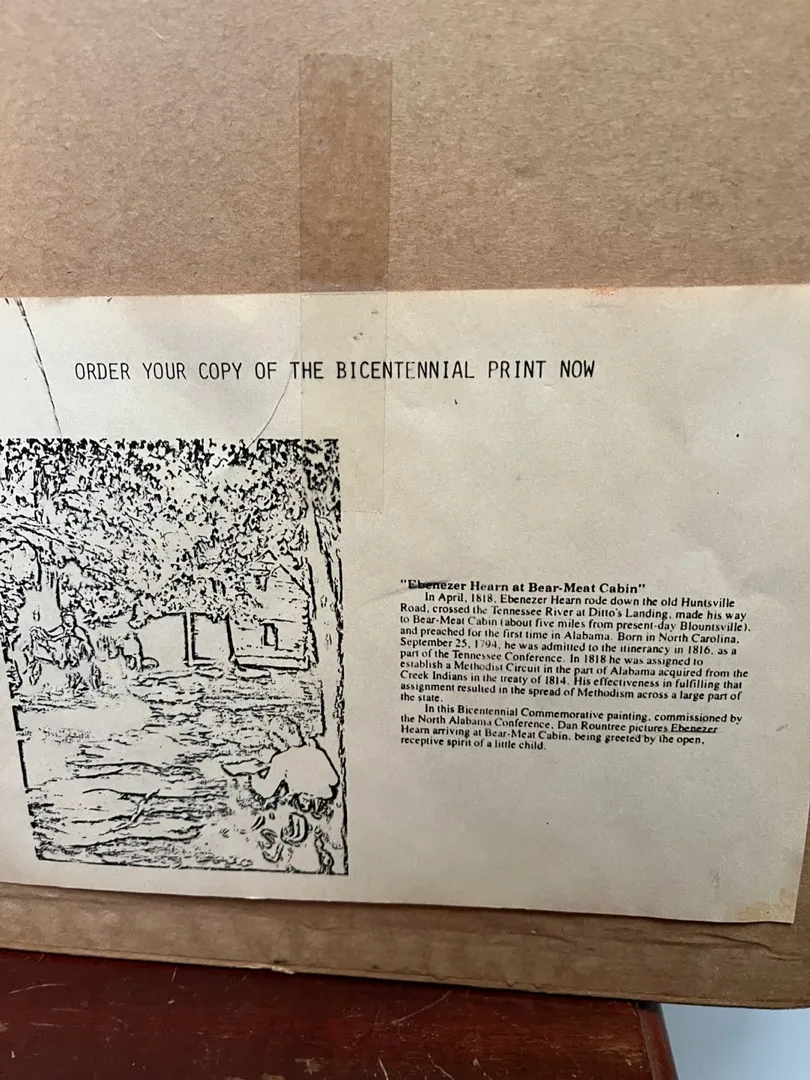 ORDER YOUR COPY OF THE BICENTENNIAL PRINT NOW
"Ebenezer Hearn at Bear-Meat Cabin"
In April, 1818, Ebenezer Hearn rode down the old Huntsville
Road, crossed the Tennessee River at Ditto's Landing, made his way
to Bear-Meat Cabin (about five miles from present-day Blountsville),
and preached for the first time in Alabama. Born in North Carolina,
September 25, 1794, he was admitted to the itinerancy in 1816, as a
part of the Tennessee Conference. In 1818 he was assigned to
establish a Methodist Circuit in the part of Alabama acquired from the
Creek Indians in the treaty of 1814. His effectiveness in fulfilling that
assignment resulted in the spread of Methodism across a large part of
the state.
In this Bicentennial Commemorative painting, commissioned by
the North Alabama Conference, Dan Rountree pictures Ebenezer
Hearn arriving at Bear-Meat Cabin, being greeted by the open,
receptive spirit of a little child.